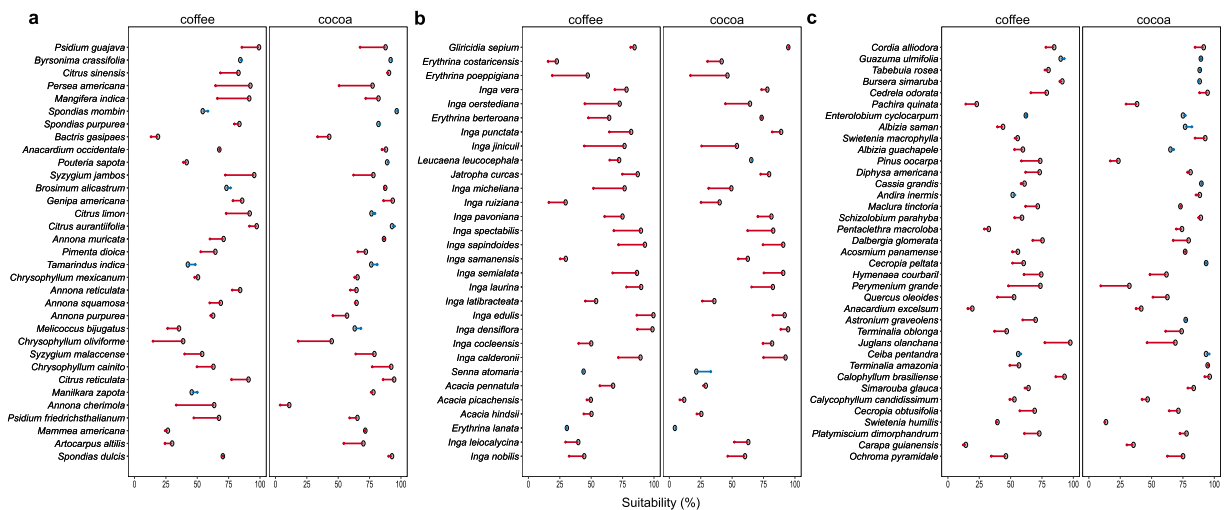 a
coffee
cocoa
Psidium guajava
Byrsonima crassifolia
Citrus sinensis
Persea americana
Mangifera indica
Spondias mombin
Spondias purpurea
Bactris gasipaes
Anacardium occidentale
Pouteria sapota
Syzygium jambos
Brosimum alicastrum
Genipa americana
Citrus limon
Citrus aurantiifolia
Annona muricata
Pimenta dioica
Tamarindus indica
Chrysophyllum mexicanum
Annona reticulata
Annona squamosa
Annona purpurea
Melicoccus bijugatus
Chrysophyllum oliviforme
Syzygium malaccense
Chrysophyllum cainito
Citrus reticulata
Manilkara zapota
Annona cherimola
Psidium friedrichsthalianum
Mammea americana
Artocarpus altilis
Spondias dulcis
0 25 50 75 100
0 25 50 75 100
b
coffee
cocoa
Gliricidia sepium
Erythrina costaricensis
Erythrina poeppigiana
Inga vera
Inga oerstediana
Erythrina berteroana
Inga punctata
Inga jinicuil
Leucaena leucocephala
Jatropha curcas
Inga micheliana
Inga ruiziana
Inga pavoniana
Inga spectabilis
Inga sapindoides
Inga samanensis
Inga semialata
Inga laurina
Inga latibracteata
Inga edulis
Inga densiflora
Inga cocleensis
Inga calderonii
Senna atomaria
Acacia pennatula
Acacia picachensis
Acacia hindsii
Erythrina lanata
Inga leiocalycina
Inga nobilis
0 25 50 75 100
0 25 50 75 100
Suitability (%)
c
coffee
cocoa
Cordia alliodora
Guazuma ulmifolia
Tabebuia rosea
Bursera simaruba
Cedrela odorata
Pachira quinata
Enterolobium cyclocarpum
Albizia saman
Swietenia macrophylla
Albizia guachapele
Pinus oocarpa
Diphysa americana
Cassia grandis
Andira inermis
Maclura tinctoria
Schizolobium parahyba
Pentaclethra macroloba
Dalbergia glomerata
Acosmium panamense
Cecropia peltata
Hymenaea courbaril
Perymenium grande
Quercus oleoides
Anacardium excelsum
Astronium graveolens
Terminalia oblonga
Juglans olanchana
Ceiba pentandra
Terminalia amazonia
Calophyllum brasiliense
Simarouba glauca
Calycophyllum candidissimum
Cecropia obtusifolia
Swietenia humilis
Platymiscium dimorphandrum
Carapa guianensis
Ochroma pyramidale
0 25 50 75 100
0 25 50 75 100